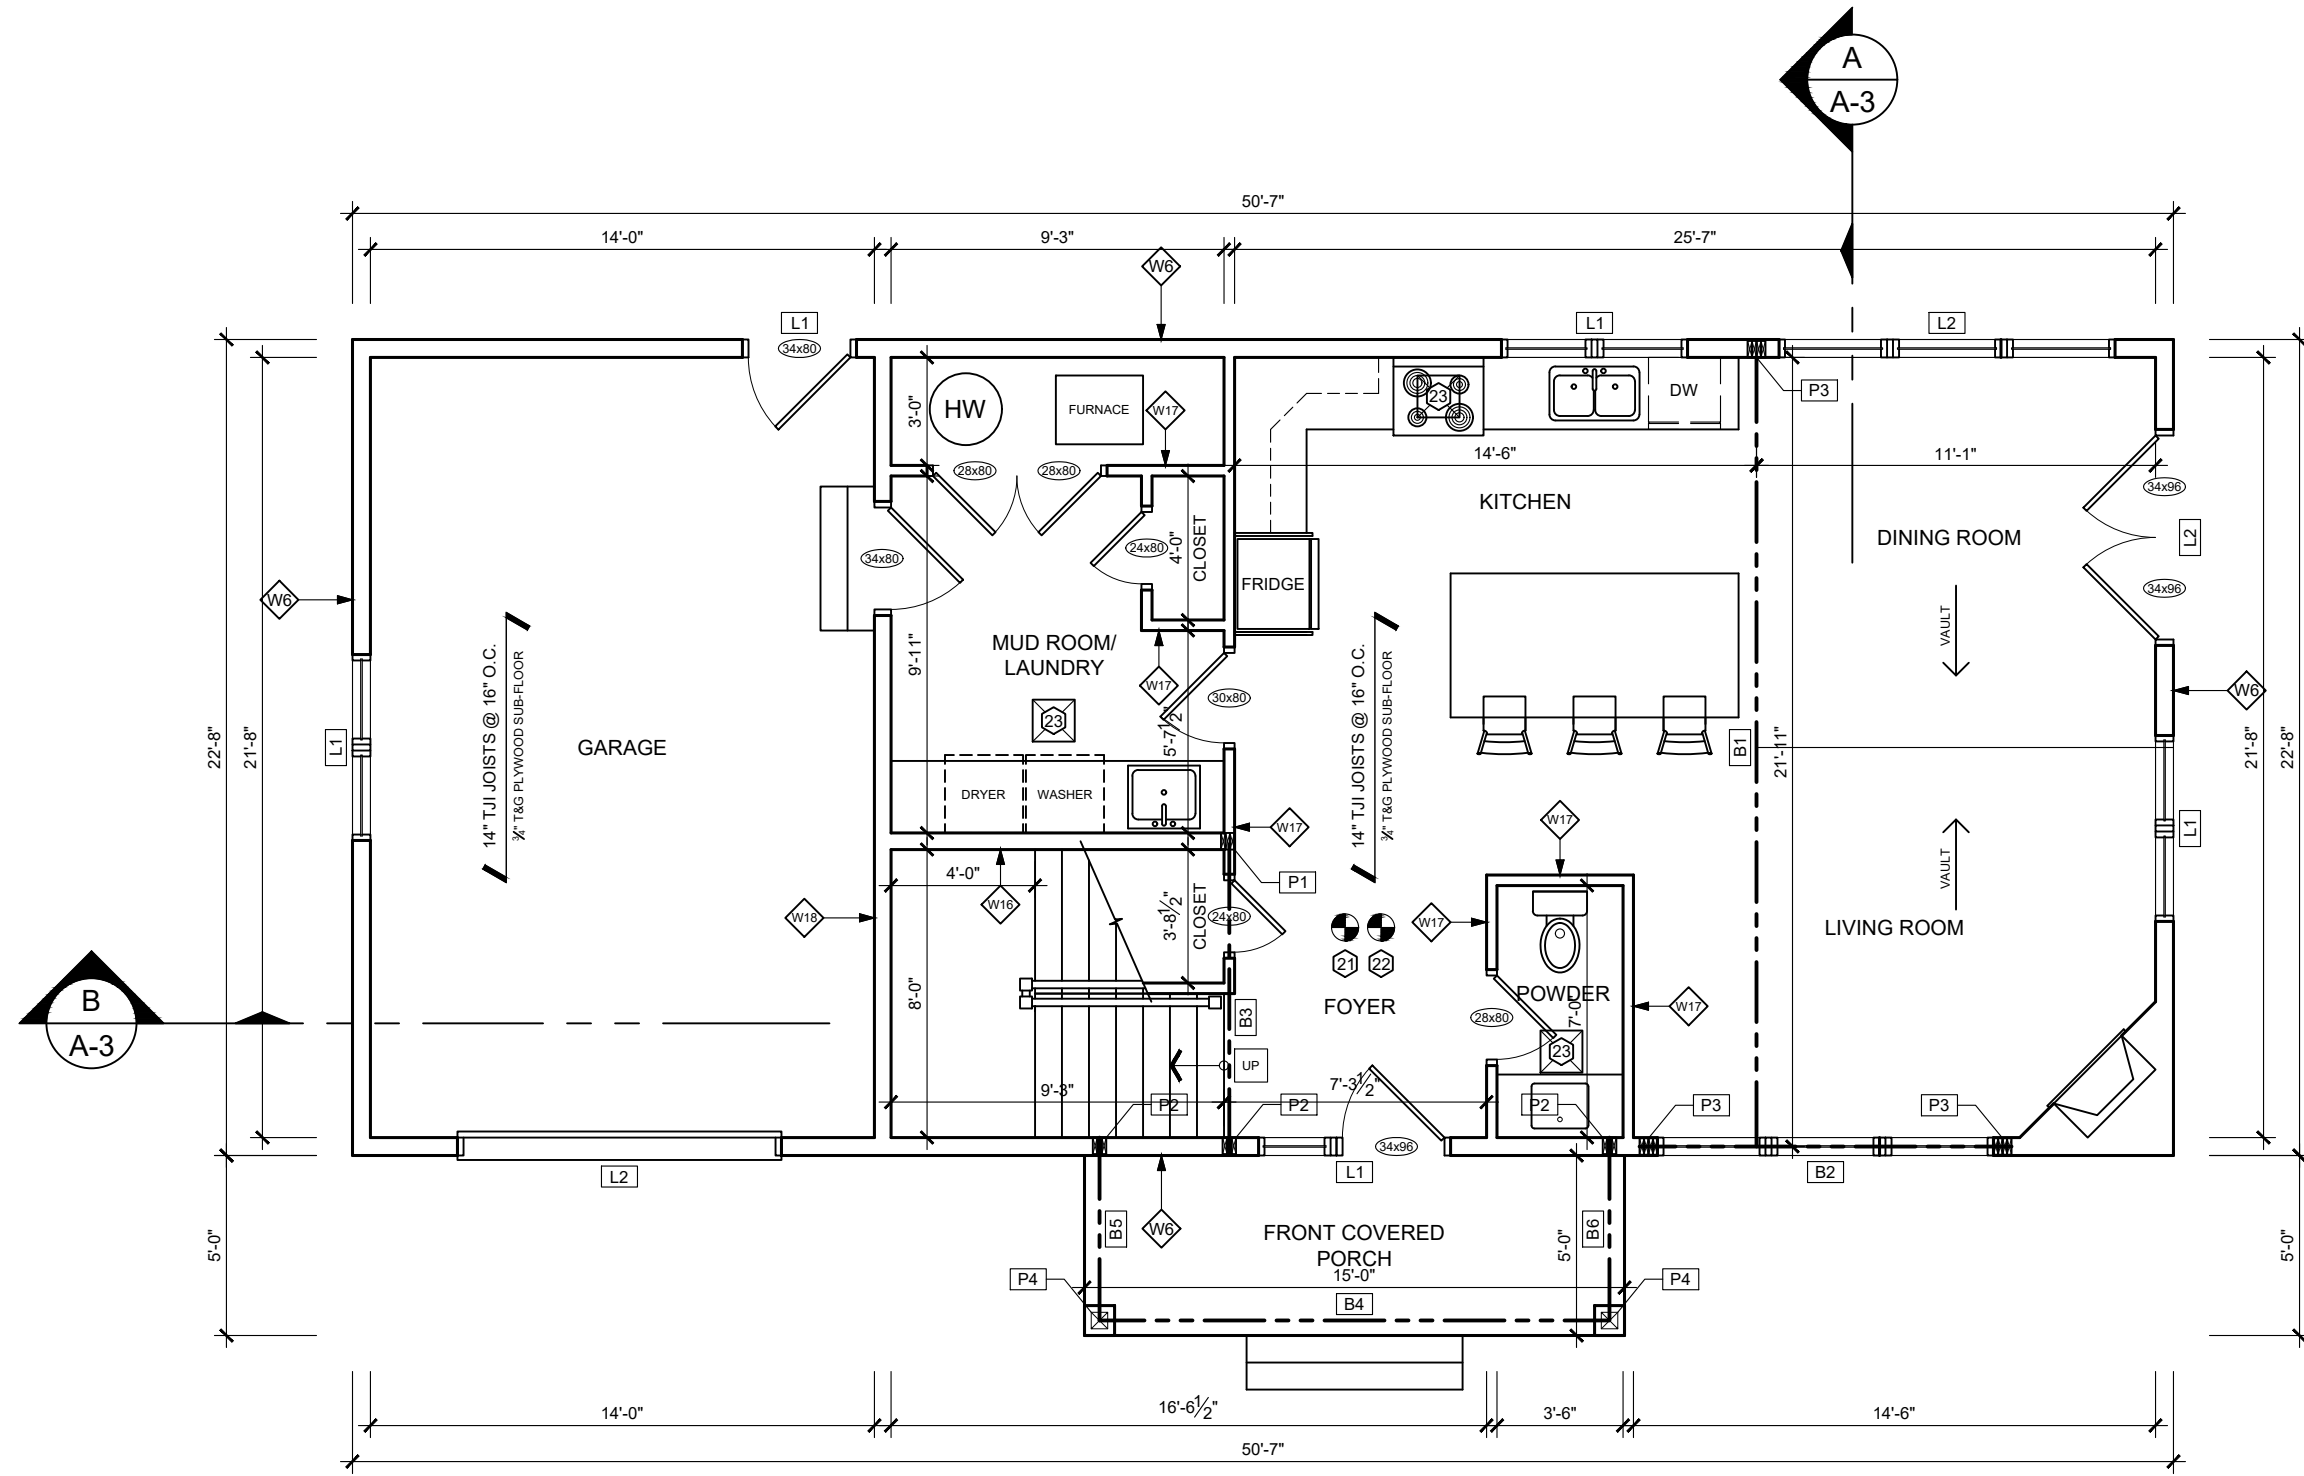 A
A-3
50'-7"
14'-0"
9'-3"
25'-7"
W6
L1
L1
L2
34x80
HW
FURNACE
W17
23
DW
P3
3'-0"
28x80
28x80
14'-6"
11'-1"
34x96
KITCHEN
34x80
24x80
4'-0"
CLOSET
DINING ROOM
L2
FRIDGE
34x96
W6
VAULT
MUD ROOM/
LAUNDRY
9'-11"
14" TJI JOISTS @ 16" O.C.
¾" T&G PLYWOOD SUB-FLOOR
14" TJI JOISTS @ 16" O.C.
¾" T&G PLYWOOD SUB-FLOOR
W17
30x80
W6
23
5'-7½"
22'-8"
21'-8"
L1
GARAGE
B1
21'-11"
21'-8"
22'-8"
DRYER
WASHER
W17
W17
L1
VAULT
4'-0"
P1
W16
W18
3'-8½"
CLOSET
24x80
W17
LIVING ROOM
21
22
POWDER
B
A-3
8'-0"
B3
FOYER
28x80
7'-0"
W17
23
UP
9'-3"
7'-3½"
P2
P2
P2
P3
P3
34x96
L2
L1
B2
5'-0"
B5
W6
FRONT COVERED
PORCH
B6
5'-0"
5'-0"
P4
15'-0"
P4
B4
14'-0"
16'-6½"
3'-6"
14'-6"
50'-7"